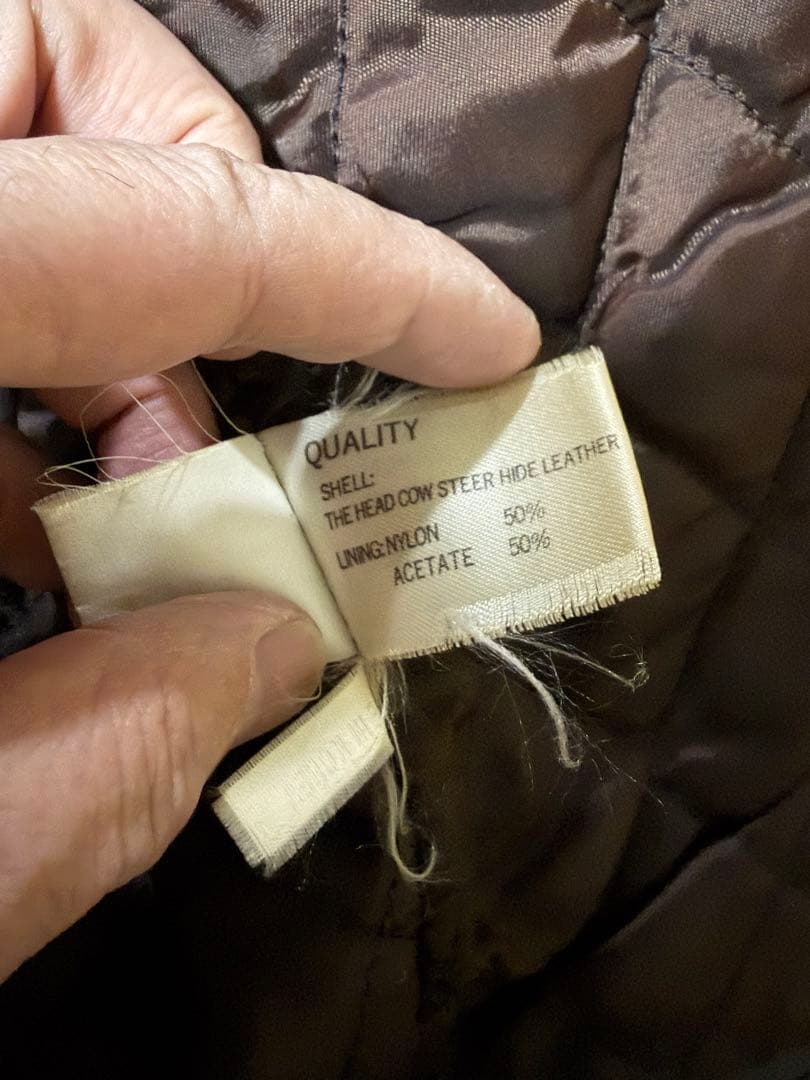 QUALITY
SHELL:
THE HEAD COW STEER HIDE LEATHER
LINING:NYLON 50%
ACETATE 50%